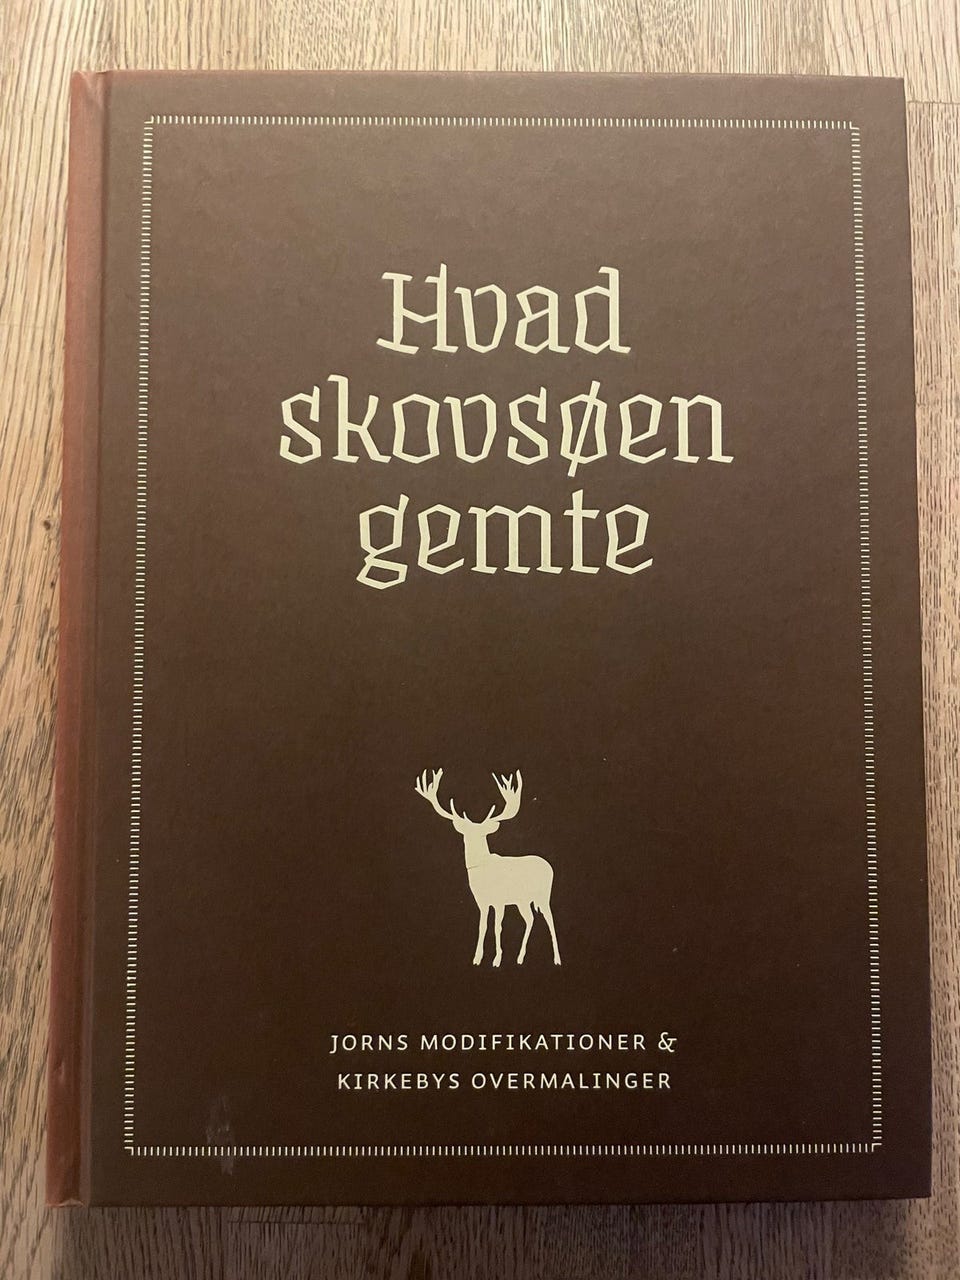 Hvad
skovsøen
gemte
JORNS MODIFIKATIONER &
KIRKEBYS OVERMALINGER